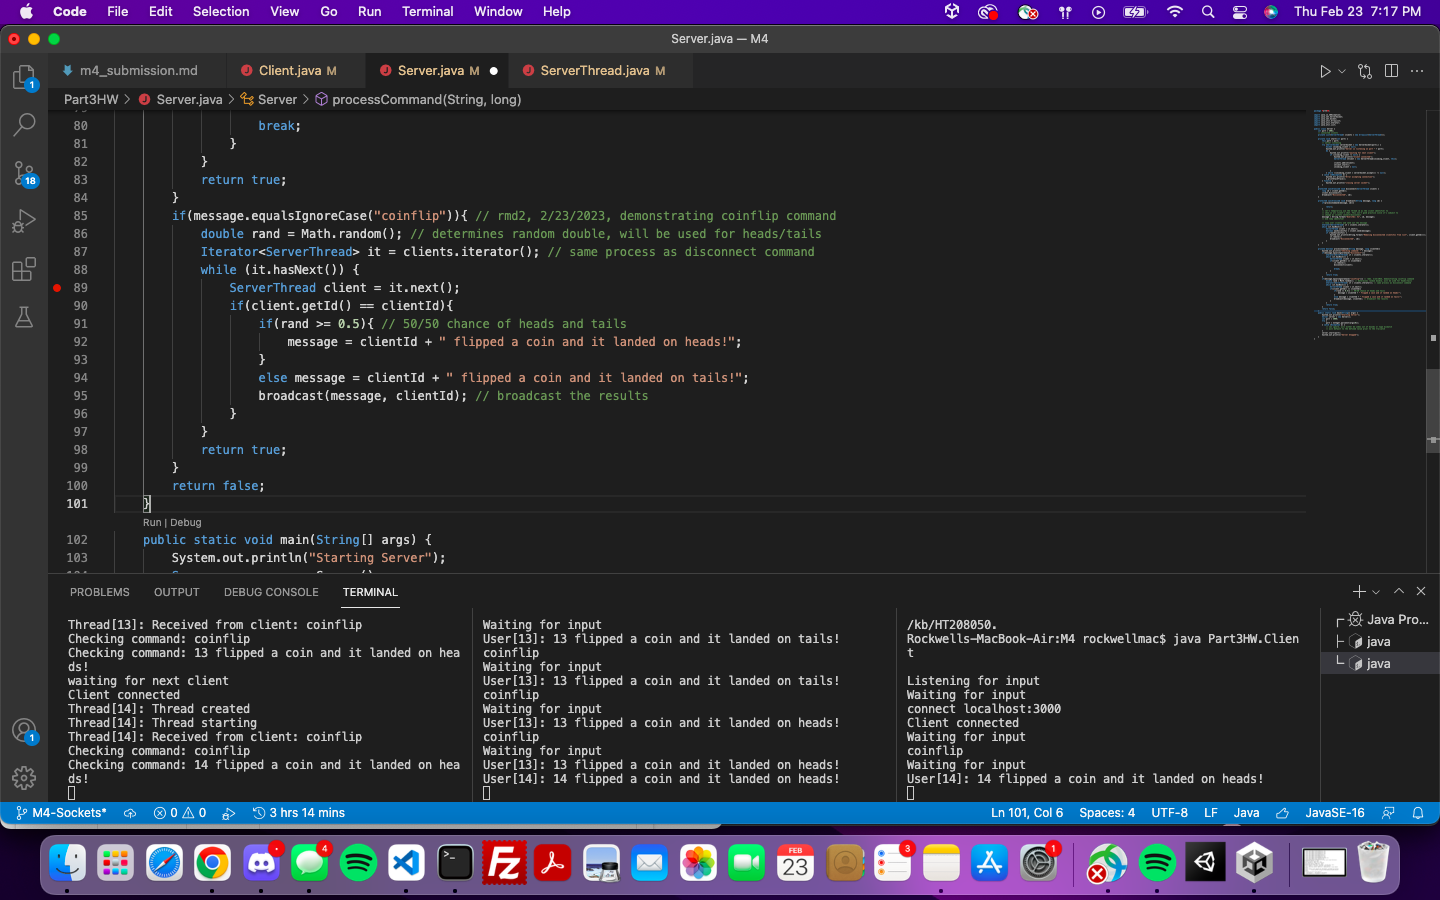 Code File Edit Selection View Go Run Terminal Window Help Thu Feb 23 7:17 PM
Server.java — M4
m4_submission.md Client.java M Server.java M ServerThread.java M
Part3HW > Server.java > Server > processCommand(String, long)
80 break;
81 }
82 }
83 return true;
84 }
85 if(message.equalsIgnoreCase("coinflip")){ // rmd2, 2/23/2023, demonstrating coinflip command
86 double rand = Math.random(); // determines random double, will be used for heads/tails
87 Iterator<ServerThread> it = clients.iterator(); // same process as disconnect command
88 while (it.hasNext()) {
89 ServerThread client = it.next();
90 if(client.getId() == clientId){
91 if(rand >= 0.5){ // 50/50 chance of heads and tails
92 message = clientId + " flipped a coin and it landed on heads!";
93 }
94 else message = clientId + " flipped a coin and it landed on tails!";
95 broadcast(message, clientId); // broadcast the results
96 }
97 }
98 return true;
99 }
100 return false;
101 }
Run | Debug
102 public static void main(String[] args) {
103 System.out.println("Starting Server");
PROBLEMS OUTPUT DEBUG CONSOLE TERMINAL
Thread[13]: Received from client: coinflip
Checking command: coinflip
Checking command: 13 flipped a coin and it landed on hea
ds!
waiting for next client
Client connected
Thread[14]: Thread created
Thread[14]: Thread starting
Thread[14]: Received from client: coinflip
Checking command: coinflip
Checking command: 14 flipped a coin and it landed on hea
ds!
Waiting for input
User[13]: 13 flipped a coin and it landed on tails!
coinflip
Waiting for input
User[13]: 13 flipped a coin and it landed on tails!
coinflip
Waiting for input
User[13]: 13 flipped a coin and it landed on heads!
coinflip
Waiting for input
User[13]: 13 flipped a coin and it landed on heads!
User[14]: 14 flipped a coin and it landed on heads!
/kb/HT208050.
Rockwells-MacBook-Air:M4 rockwellmac$ java Part3HW.Clien
t
Listening for input
Waiting for input
connect localhost:3000
Client connected
Waiting for input
coinflip
Waiting for input
User[14]: 14 flipped a coin and it landed on heads!
Java Pro...
java
java
1
18
1
M4-Sockets* 0 0 3 hrs 14 mins Ln 101, Col 6 Spaces: 4 UTF-8 LF Java JavaSE-16
4 FEB 23 3 1